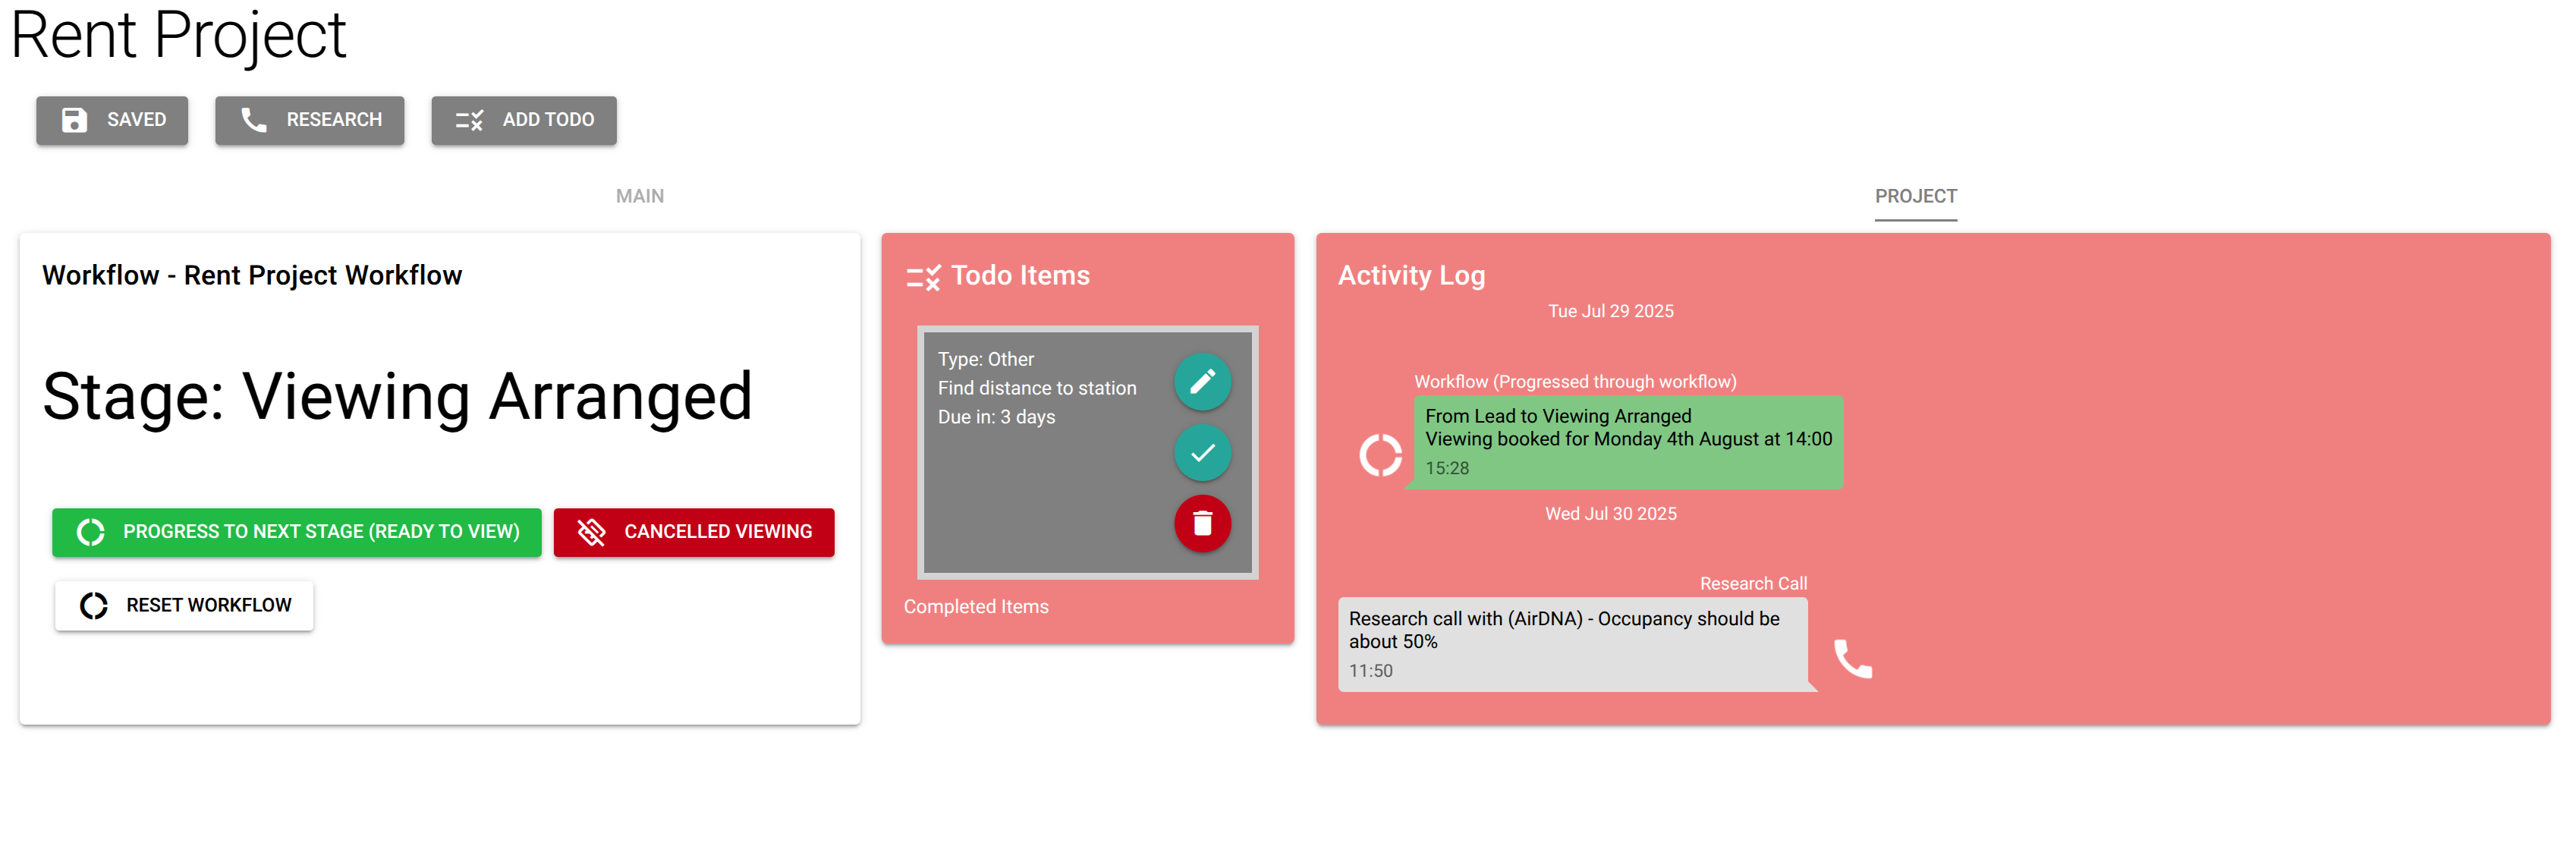 Rent Project
SAVED
RESEARCH
ADD TODO
MAIN
PROJECT
Workflow - Rent Project Workflow
Stage: Viewing Arranged
PROGRESS TO NEXT STAGE (READY TO VIEW)
CANCELLED VIEWING
RESET WORKFLOW
Todo Items
Type: Other
Find distance to station
Due in: 3 days
Completed Items
Activity Log
Tue Jul 29 2025
Workflow (Progressed through workflow)
From Lead to Viewing Arranged
Viewing booked for Monday 4th August at 14:00
15:28
Wed Jul 30 2025
Research Call
Research call with (AirDNA) - Occupancy should be
about 50%
11:50